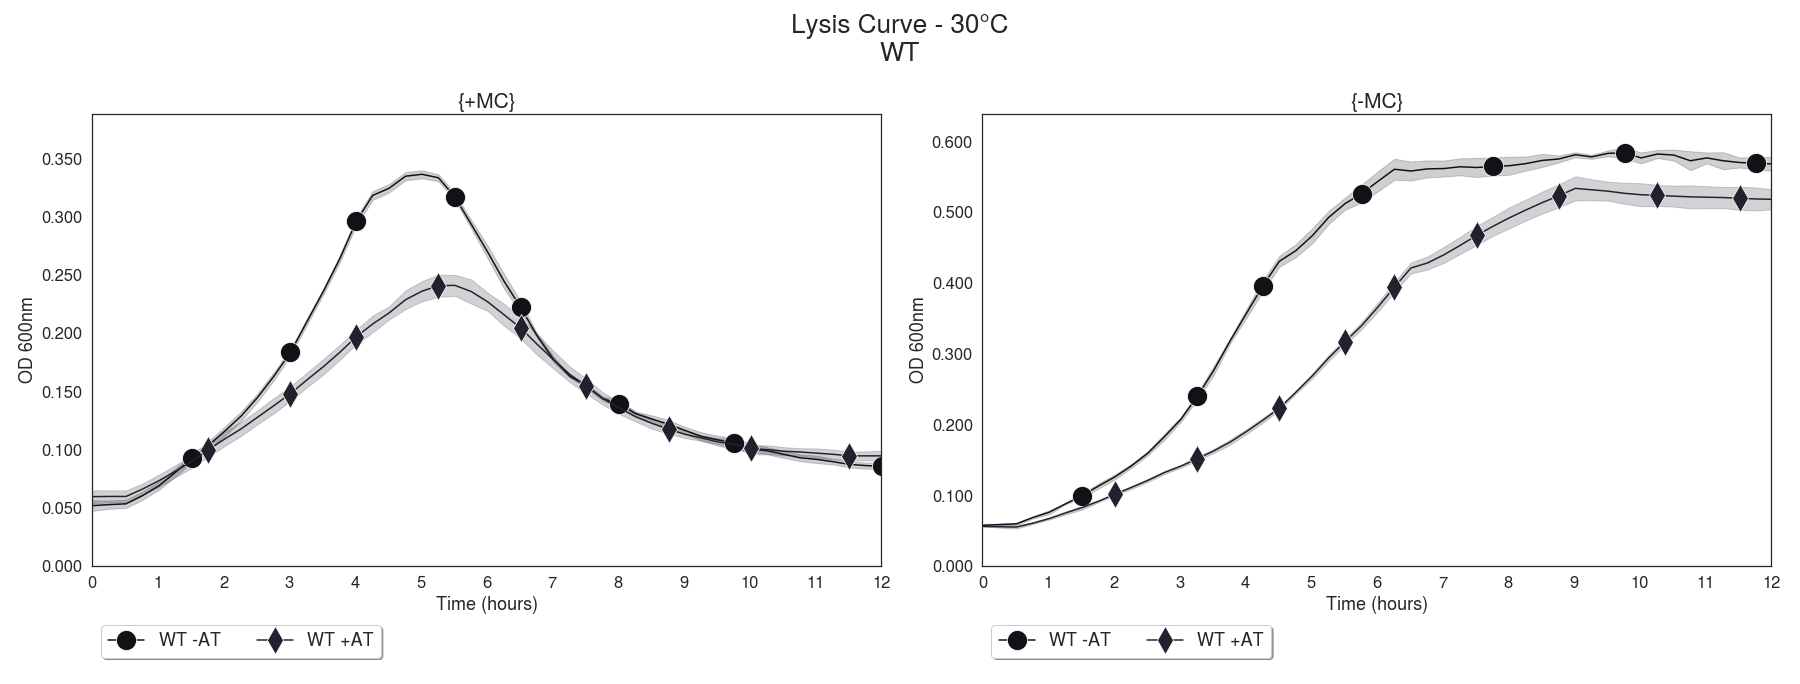 Lysis Curve - 30°C
WT
{+MC}
OD 600nm
0.350
0.300
0.250
0.200
0.150
0.100
0.050
0.000
0 1 2 3 4 5 6 7 8 9 10 11 12
Time (hours)
WT -AT WT +AT
{-MC}
OD 600nm
0.600
0.500
0.400
0.300
0.200
0.100
0.000
0 1 2 3 4 5 6 7 8 9 10 11 12
Time (hours)
WT -AT WT +AT